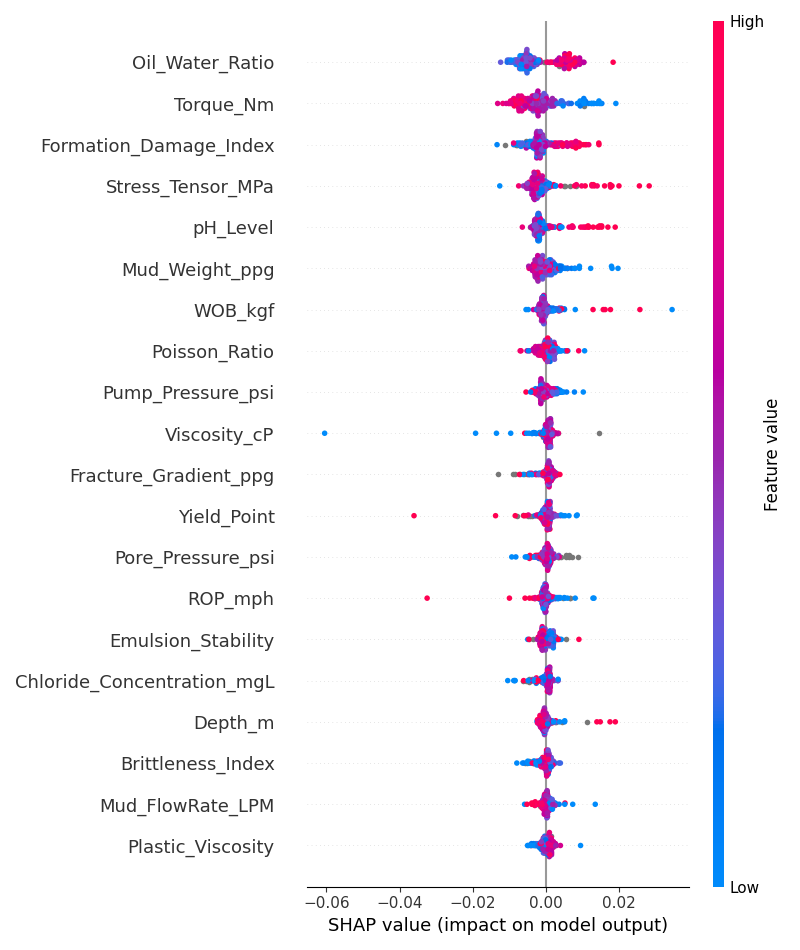 High
Oil_Water_Ratio
Torque_Nm
Formation_Damage_Index
Stress_Tensor_MPa
pH_Level
Mud_Weight_ppg
WOB_kgf
Poisson_Ratio
Pump_Pressure_psi
Viscosity_cP
Fracture_Gradient_ppg
Yield_Point
Pore_Pressure_psi
ROP_mph
Emulsion_Stability
Chloride_Concentration_mgL
Depth_m
Brittleness_Index
Mud_FlowRate_LPM
Plastic_Viscosity
Feature value
Low
−0.06 −0.04 −0.02 0.00 0.02
SHAP value (impact on model output)